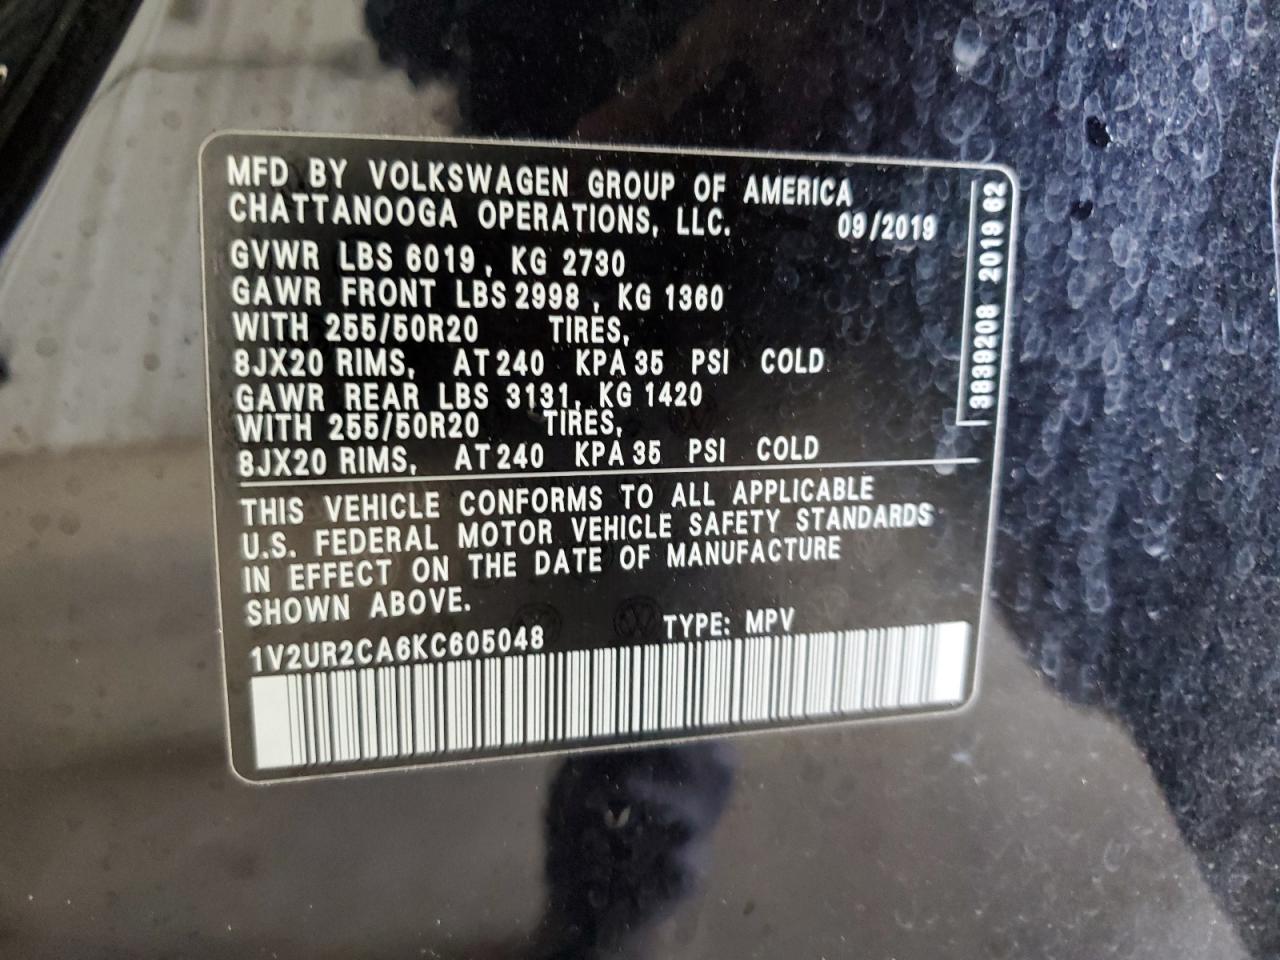 MFD BY VOLKSWAGEN GROUP OF AMERICA
CHATTANOOGA OPERATIONS, LLC. 09/2019
GVWR LBS 6019, KG 2730
GAWR FRONT LBS 2998, KG 1360
WITH 255/50R20 TIRES,
8JX20 RIMS, AT 240 KPA 35 PSI COLD
GAWR REAR LBS 3131, KG 1420
WITH 255/50R20 TIRES,
8JX20 RIMS, AT 240 KPA 35 PSI COLD
THIS VEHICLE CONFORMS TO ALL APPLICABLE
U.S. FEDERAL MOTOR VEHICLE SAFETY STANDARDS
IN EFFECT ON THE DATE OF MANUFACTURE
SHOWN ABOVE.
1V2UR2CA6KC605048 TYPE: MPV
3839208 2019 62